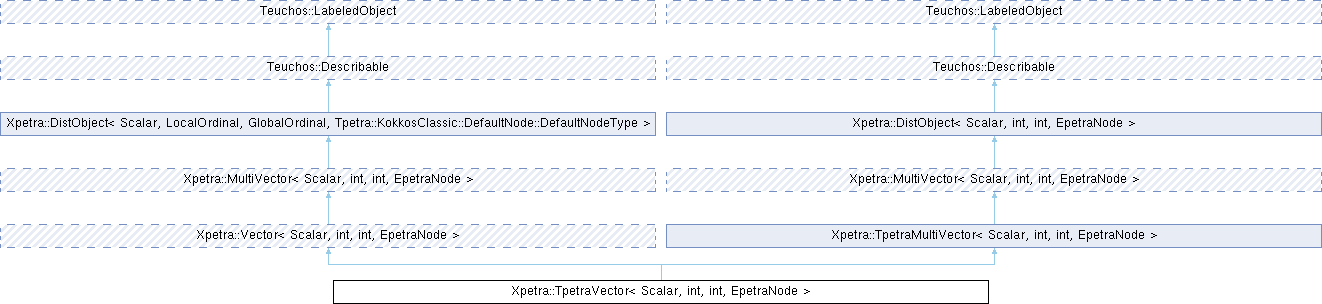 Teuchos::LabeledObject
Teuchos::LabeledObject
Teuchos::Describable
Teuchos::Describable
Xpetra::DistObject< Scalar, LocalOrdinal, GlobalOrdinal, Tpetra::KokkosClassic::DefaultNode::DefaultNodeType >
Xpetra::DistObject< Scalar, int, int, EpetraNode >
Xpetra::MultiVector< Scalar, int, int, EpetraNode >
Xpetra::MultiVector< Scalar, int, int, EpetraNode >
Xpetra::Vector< Scalar, int, int, EpetraNode >
Xpetra::TpetraMultiVector< Scalar, int, int, EpetraNode >
Xpetra::TpetraVector< Scalar, int, int, EpetraNode >